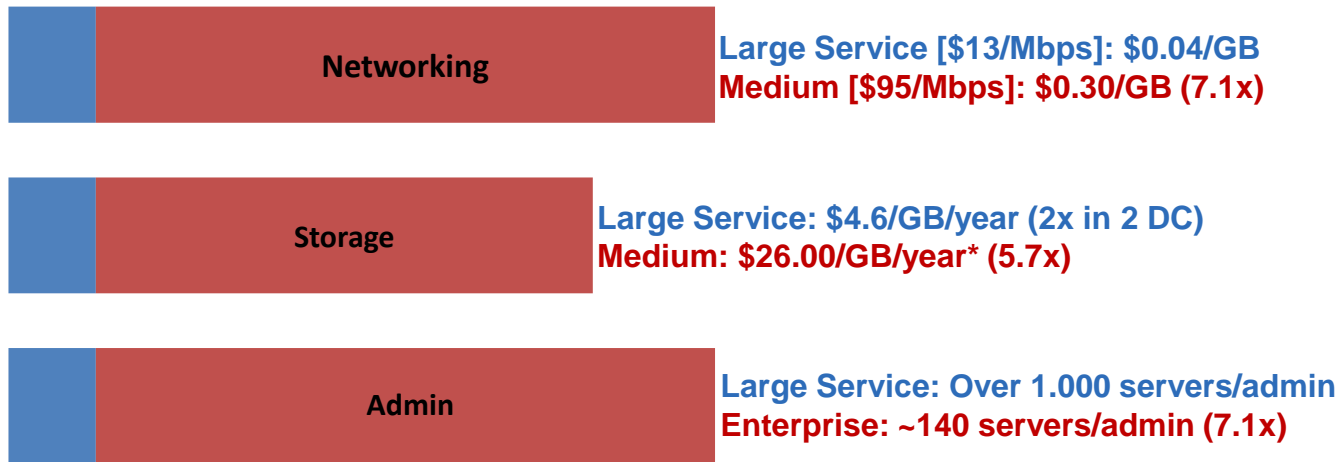 Networking
Large Service [$13/Mbps]: $0.04/GB
Medium [$95/Mbps]: $0.30/GB (7.1x)
Storage
Large Service: $4.6/GB/year (2x in 2 DC)
Medium: $26.00/GB/year* (5.7x)
Admin
Large Service: Over 1.000 servers/admin
Enterprise: ~140 servers/admin (7.1x)